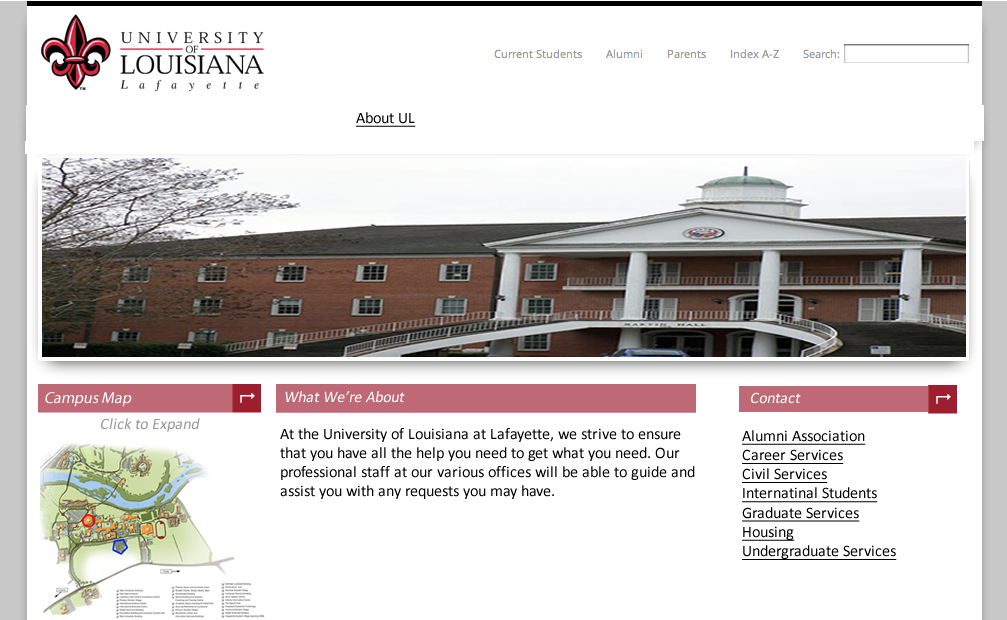 UNIVERSITY
OF
LOUISIANA
Lafayette
TM
Current Students Alumni Parents Index A-Z Search:
About UL
MARTIN HALL
Campus Map
What We're About
Contact
Click to Expand
At the University of Louisiana at Lafayette, we strive to ensure
that you have all the help you need to get what you need. Our
professional staff at our various offices will be able to guide and
assist you with any requests you may have.
Alumni Association
Career Services
Civil Services
Internatinal Students
Graduate Services
Housing
Undergraduate Services